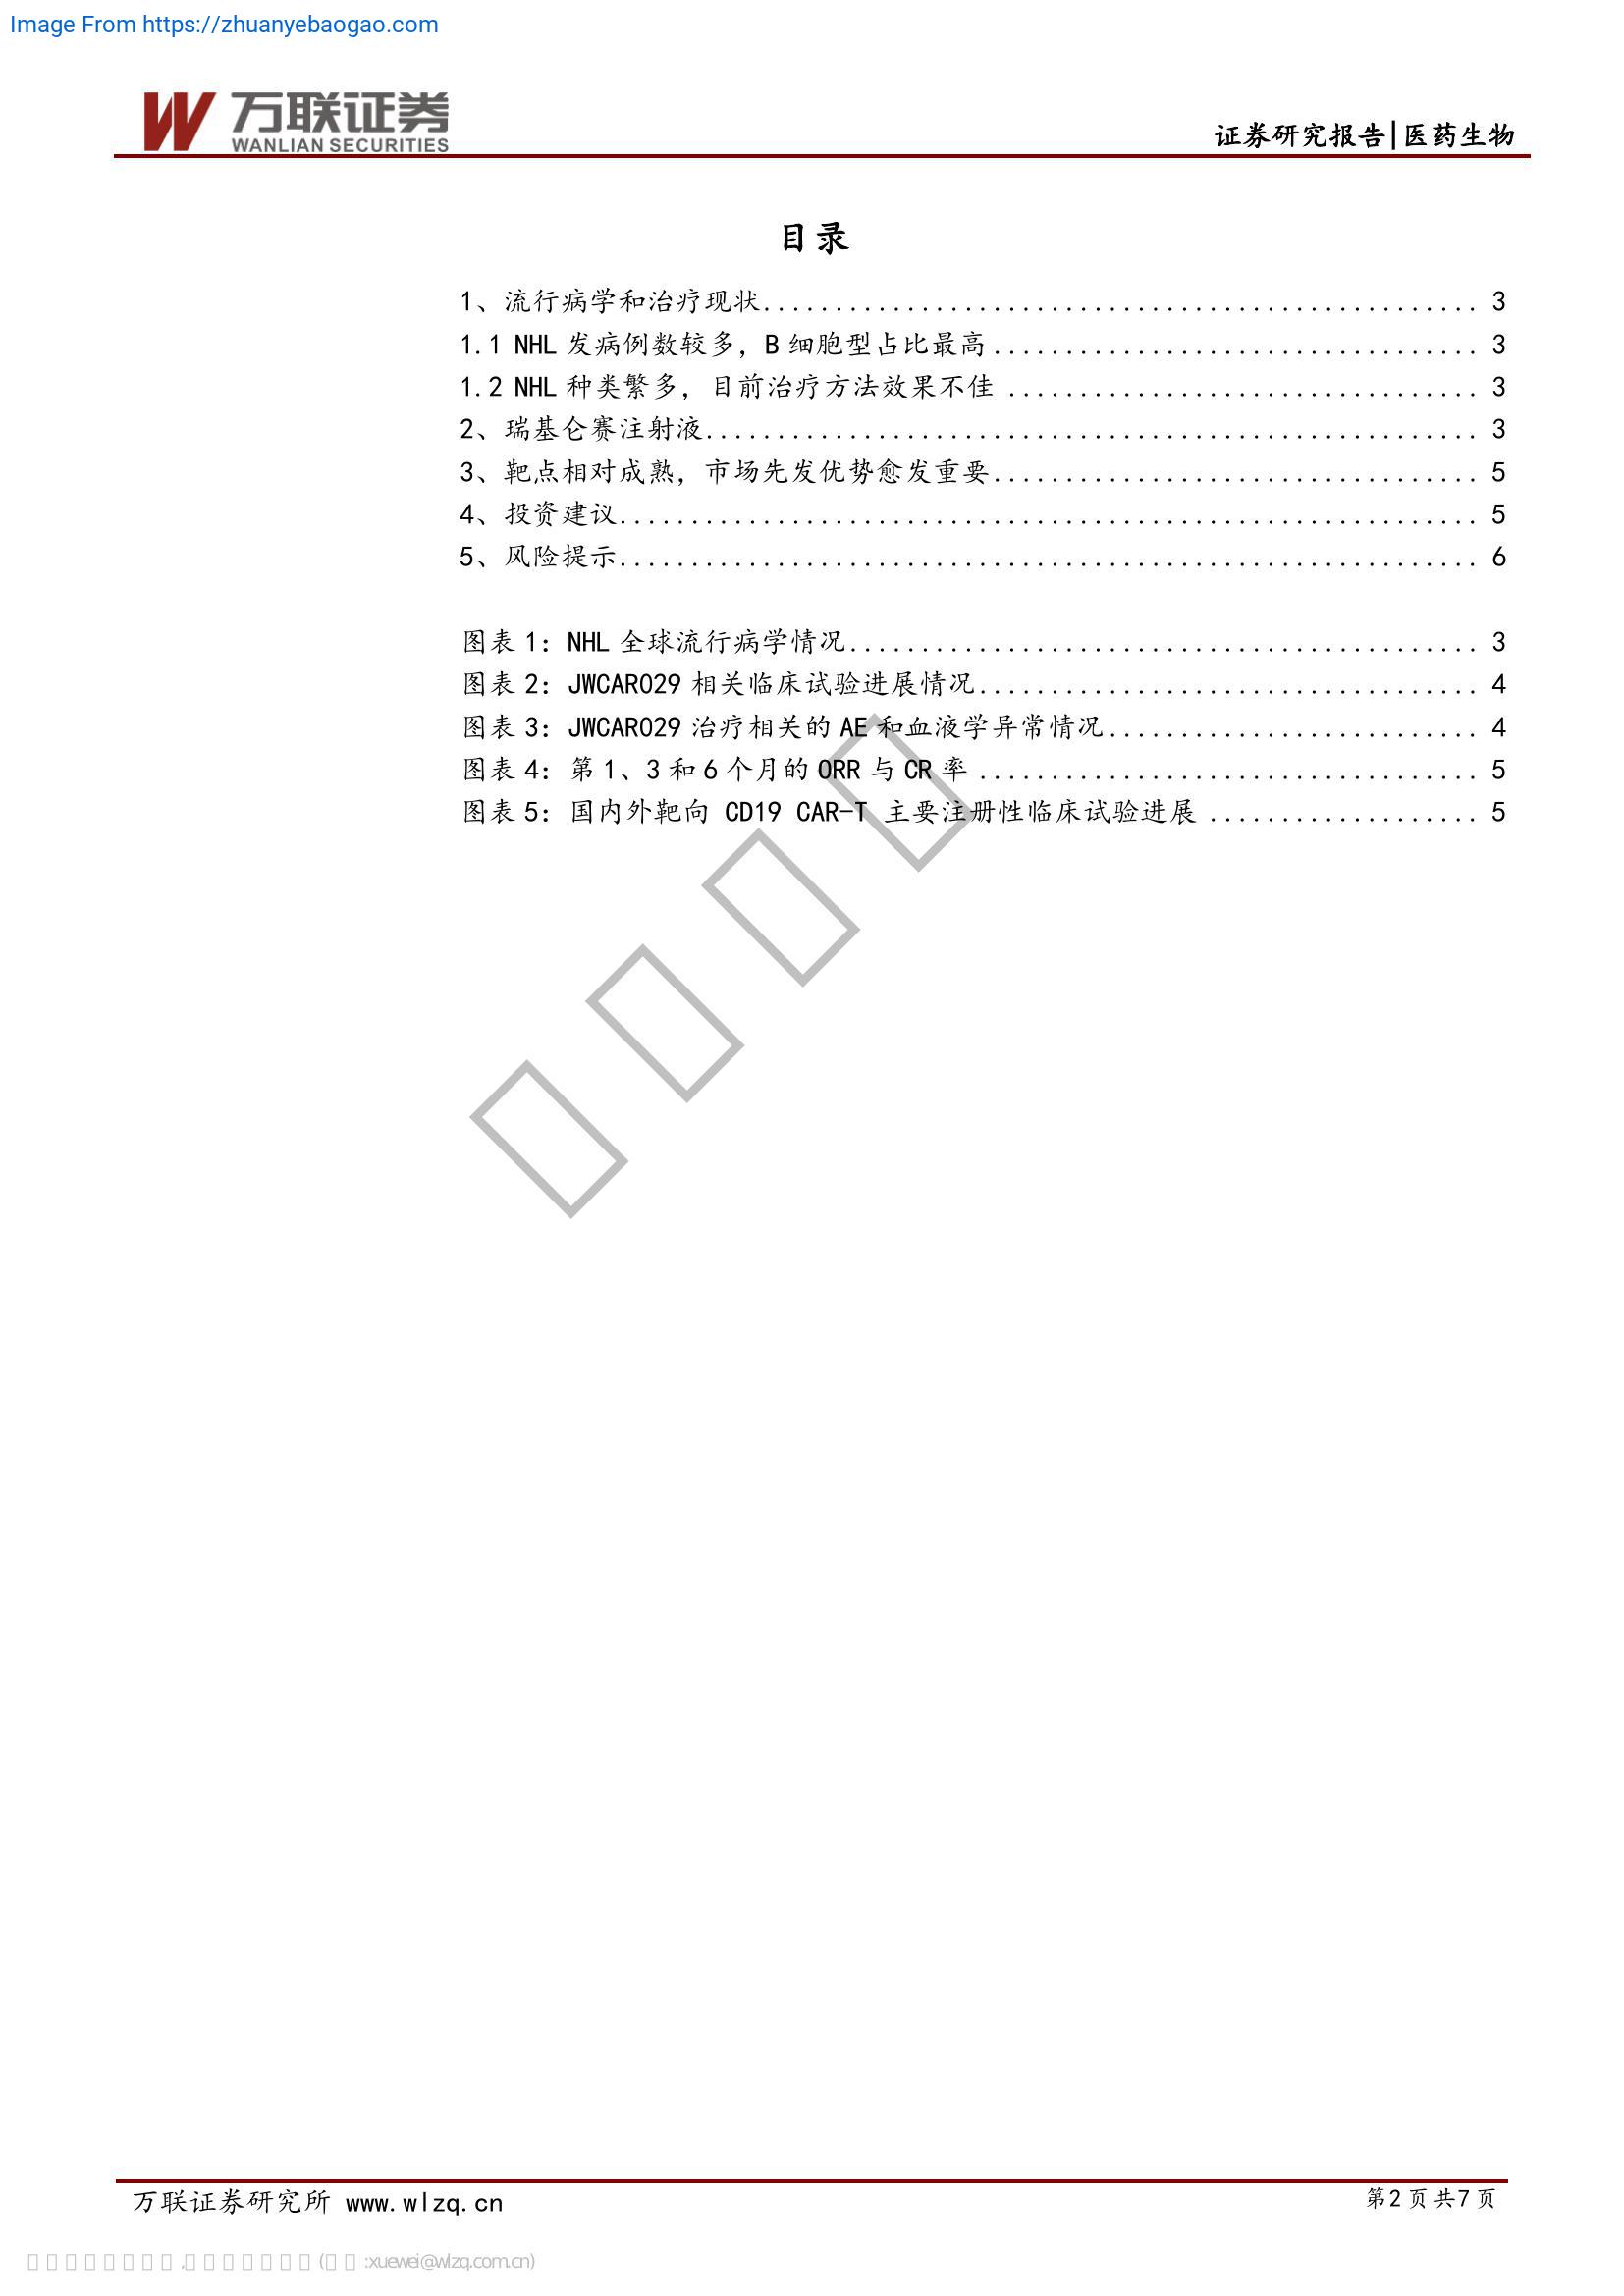 Image From https://zhuanyebaogao.com
万联证券
WANLIAN SECURITIES
证券研究报告|医药生物
目录
1、流行病学和治疗现状.................................................. 3
1.1 NHL 发病例数较多，B 细胞型占比最高.................................. 3
1.2 NHL 种类繁多，目前治疗方法效果不佳 ................................. 3
2、瑞基仑赛注射液...................................................... 3
3、靶点相对成熟，市场先发优势愈发重要.................................. 5
4、投资建议............................................................ 5
5、风险提示............................................................ 6
图表 1：NHL 全球流行病学情况............................................ 3
图表 2：JWCAR029 相关临床试验进展情况................................... 4
图表 3：JWCAR029 治疗相关的 AE 和血液学异常情况.......................... 4
图表 4：第 1、3 和 6 个月的 ORR 与 CR 率 ................................... 5
图表 5：国内外靶向 CD19 CAR-T 主要注册性临床试验进展 ................... 5
万联证券研究所 www.wlzq.cn
第2页共7页
:xuewei@wlzq.com.cn)